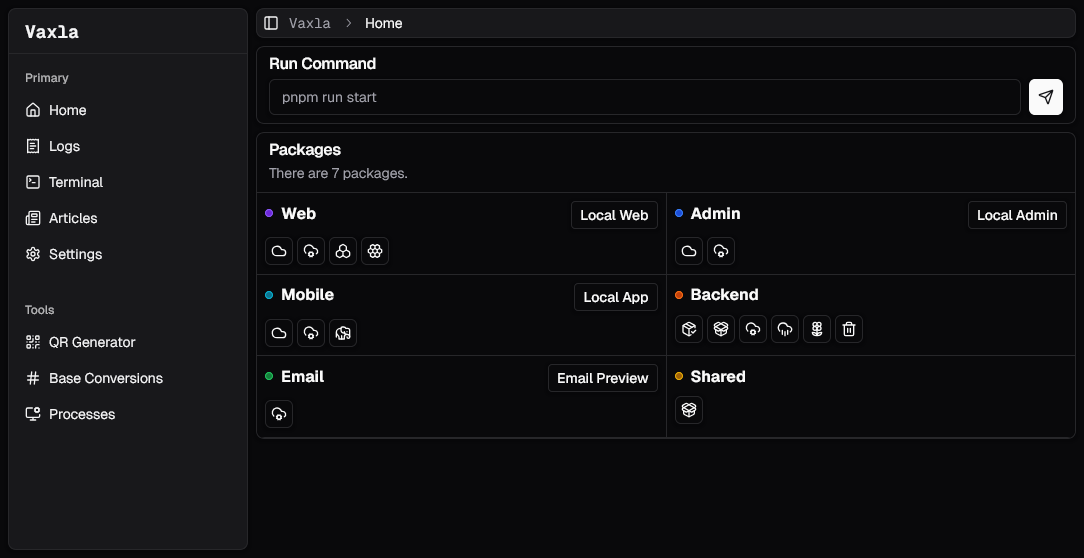 Vaxla
Primary
Home
Logs
Terminal
Articles
Settings
Tools
QR Generator
Base Conversions
Processes
Vaxla > Home
Run Command
pnpm run start
Packages
There are 7 packages.
Web
Local Web
Admin
Local Admin
Mobile
Local App
Backend
Email
Email Preview
Shared